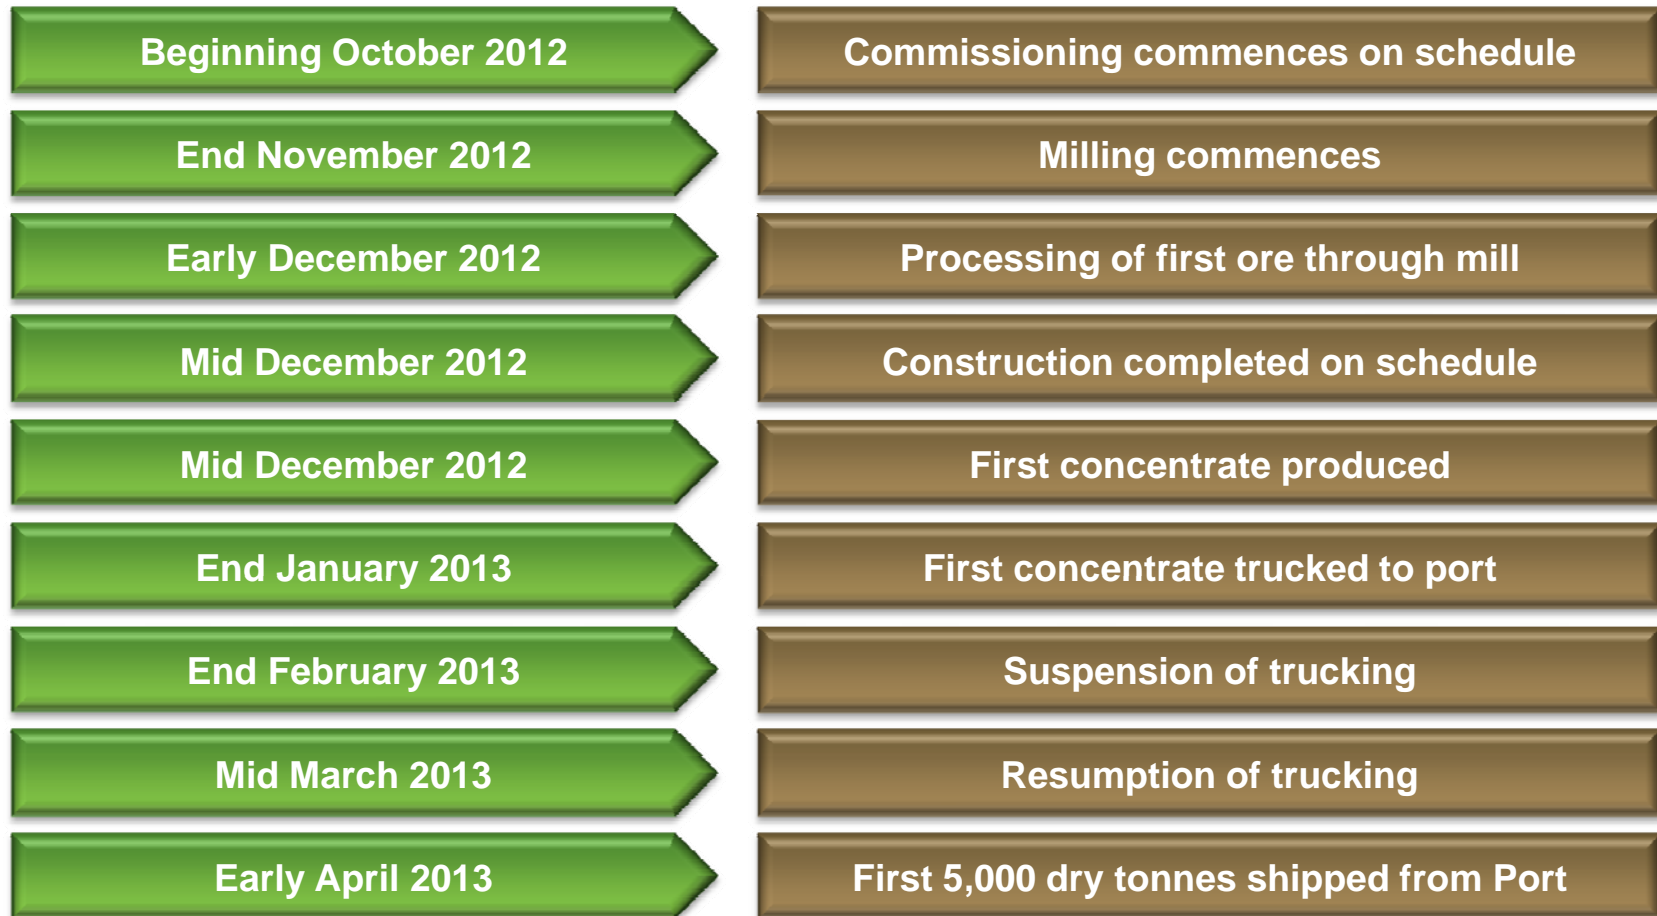 Beginning October 2012
Commissioning commences on schedule
End November 2012
Milling commences
Early December 2012
Processing of first ore through mill
Mid December 2012
Construction completed on schedule
Mid December 2012
First concentrate produced
End January 2013
First concentrate trucked to port
End February 2013
Suspension of trucking
Mid March 2013
Resumption of trucking
Early April 2013
First 5,000 dry tonnes shipped from Port